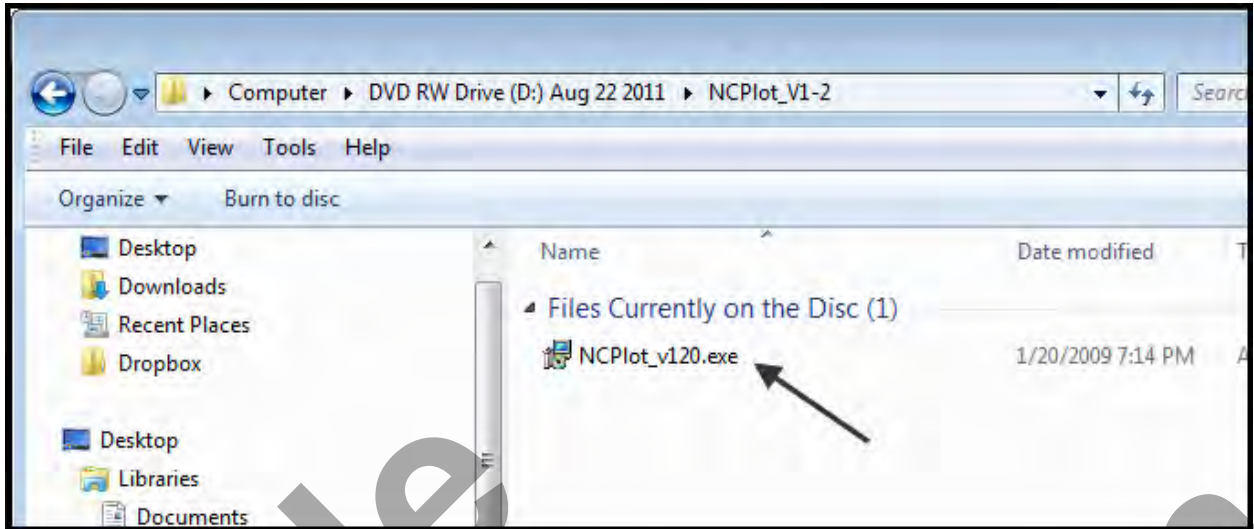 Computer ▸ DVD RW Drive (D:) Aug 22 2011 ▸ NCPlot_V1-2
File Edit View Tools Help
Organize Burn to disc
Desktop
Downloads
Recent Places
Dropbox
Desktop
Libraries
Documents
Name Date modified
Files Currently on the Disc (1)
NCPlot_v120.exe 1/20/2009 7:14 PM